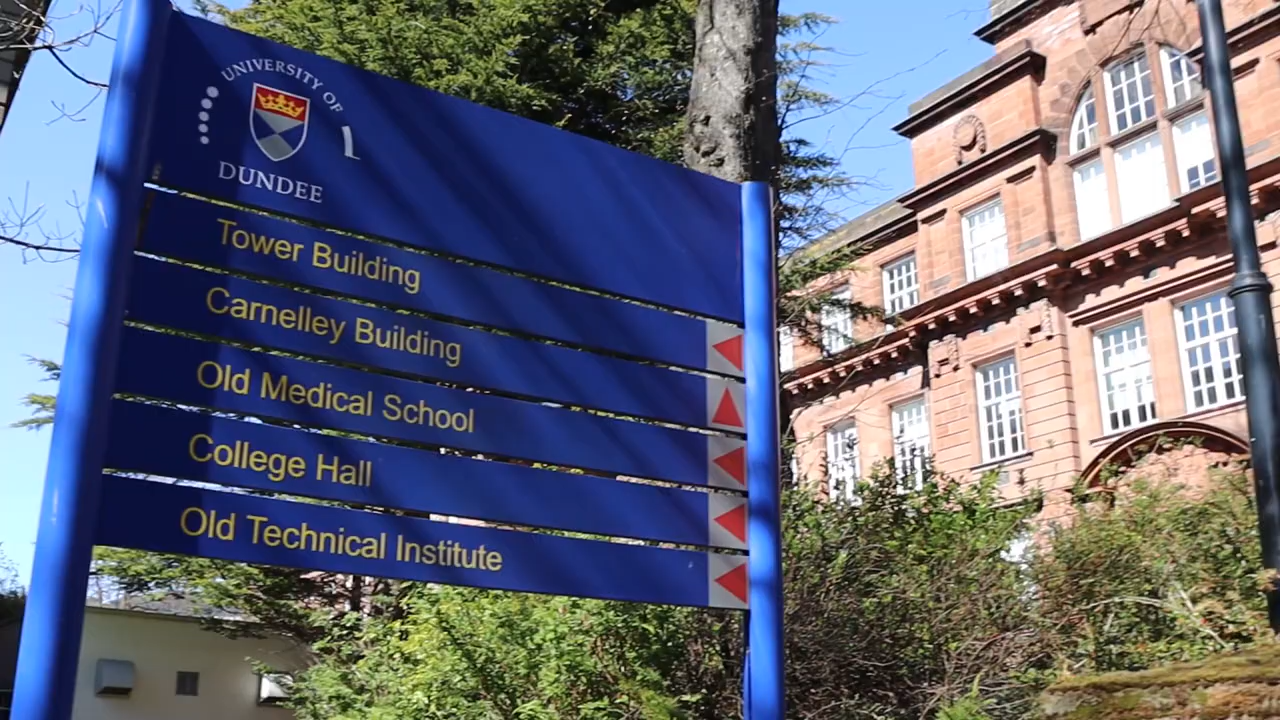 UNIVERSITY OF
DUNDEE
Tower Building
Carnelley Building
Old Medical School
College Hall
Old Technical Institute